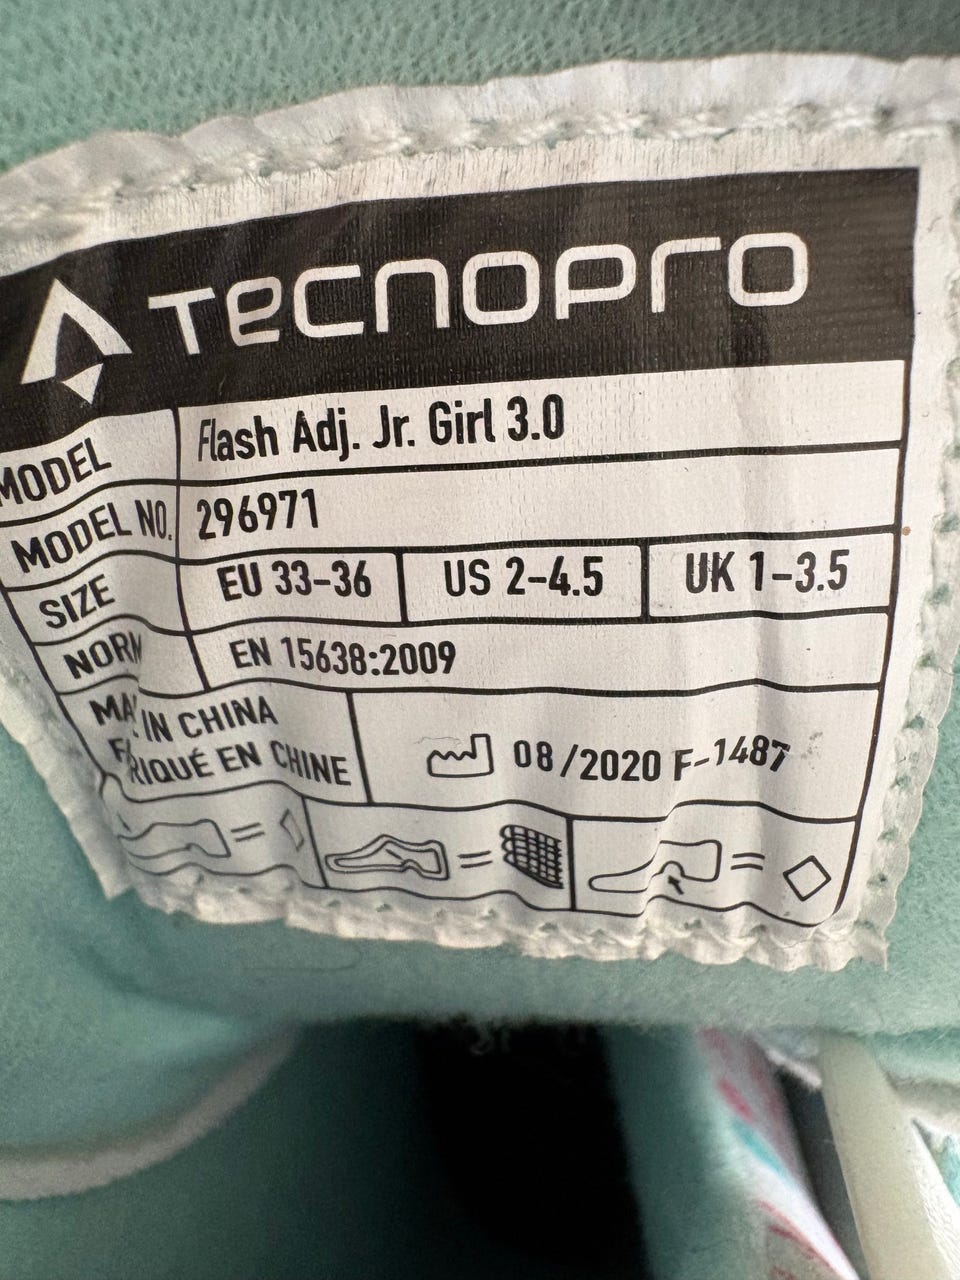 TECNOPRO
MODEL Flash Adj. Jr. Girl 3.0
MODEL NO. 296971
SIZE EU 33-36 US 2-4.5 UK 1-3.5
NORM EN 15638:2009
IN CHINA
EN CHINE
08/2020 F-1487